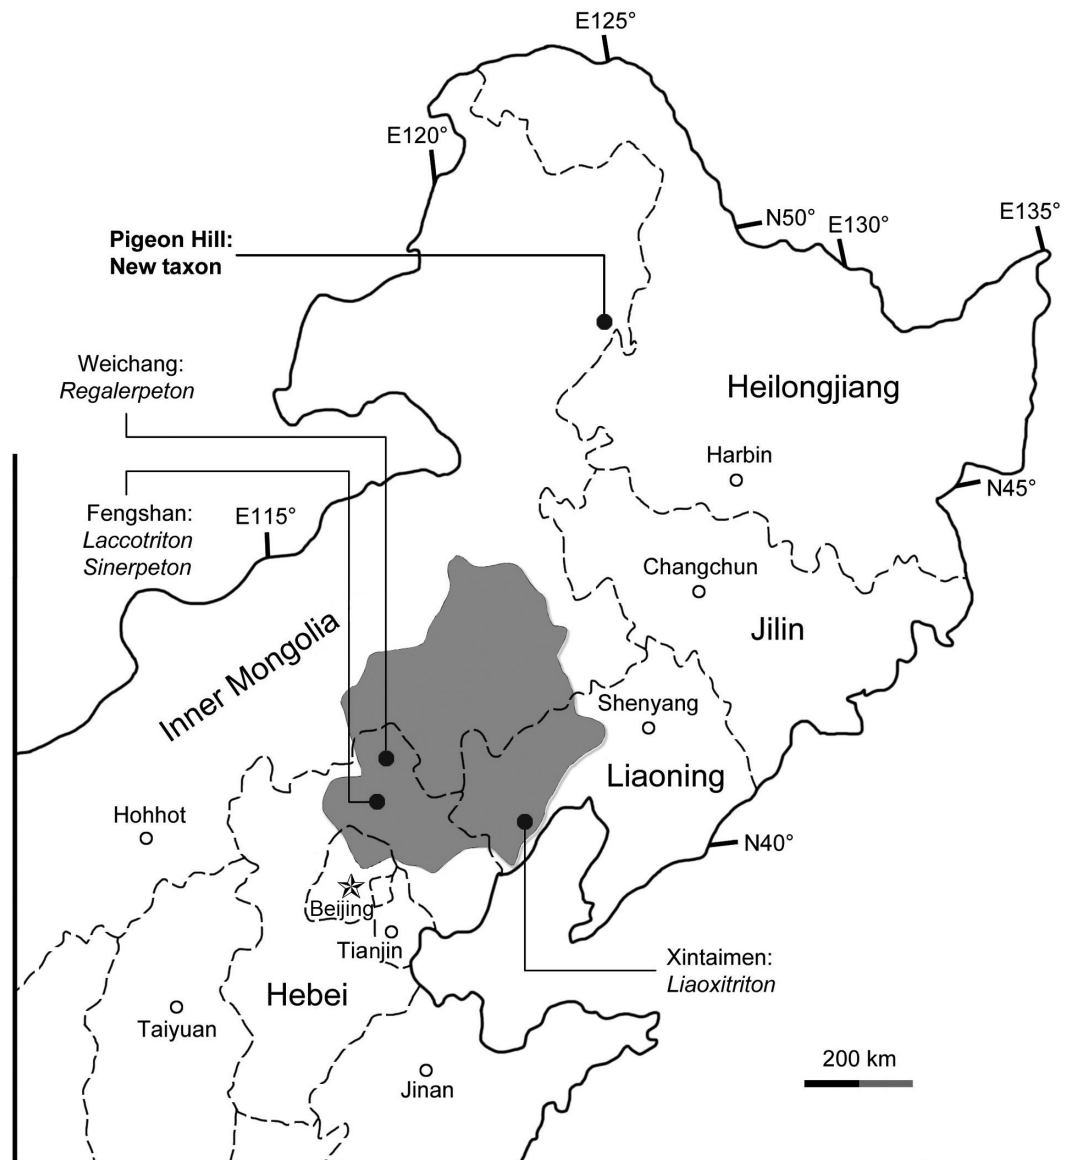 E125°
E120°
N50°
E130°
E135°
Pigeon Hill:
New taxon
Weichang:
Regalerpeton
Heilongjiang
Harbin
N45°
Fengshan:
Laccotriton
Sinerpeton
E115°
Changchun
Jilin
Inner Mongolia
Shenyang
Liaoning
Hohhot
N40°
Beijing
Tianjin
Xintaimen:
Liaoxitriton
Hebei
Taiyuan
Jinan
200 km